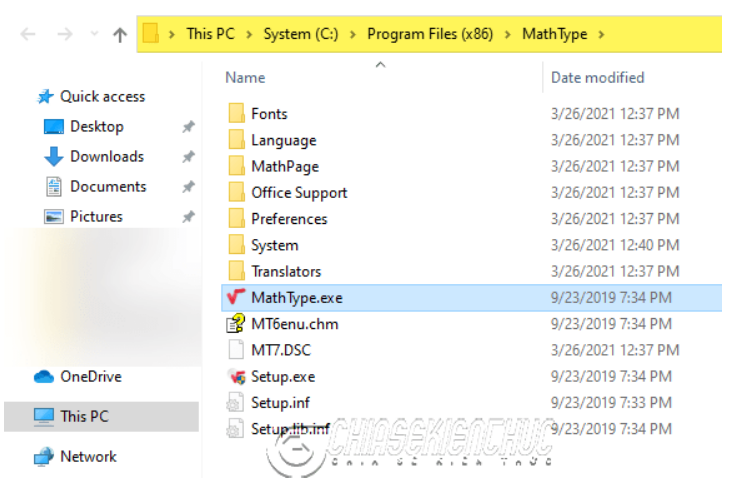 This PC > System (C:) > Program Files (x86) > MathType >
Name Date modified
Quick access
Desktop
Downloads
Documents
Pictures
OneDrive
This PC
Network
Fonts 3/26/2021 12:37 PM
Language 3/26/2021 12:37 PM
MathPage 3/26/2021 12:37 PM
Office Support 3/26/2021 12:37 PM
Preferences 3/26/2021 12:37 PM
System 3/26/2021 12:40 PM
Translators 3/26/2021 12:37 PM
MathType.exe 9/23/2019 7:34 PM
MT6enu.chm 9/23/2019 7:34 PM
MT7.DSC 3/26/2021 12:37 PM
Setup.exe 9/23/2019 7:34 PM
Setup.inf 9/23/2019 7:33 PM
Setup.lib.inf 9/23/2019 7:34 PM
CHIASEKIENTHUC
CHIA SẺ KIẾN THỨC